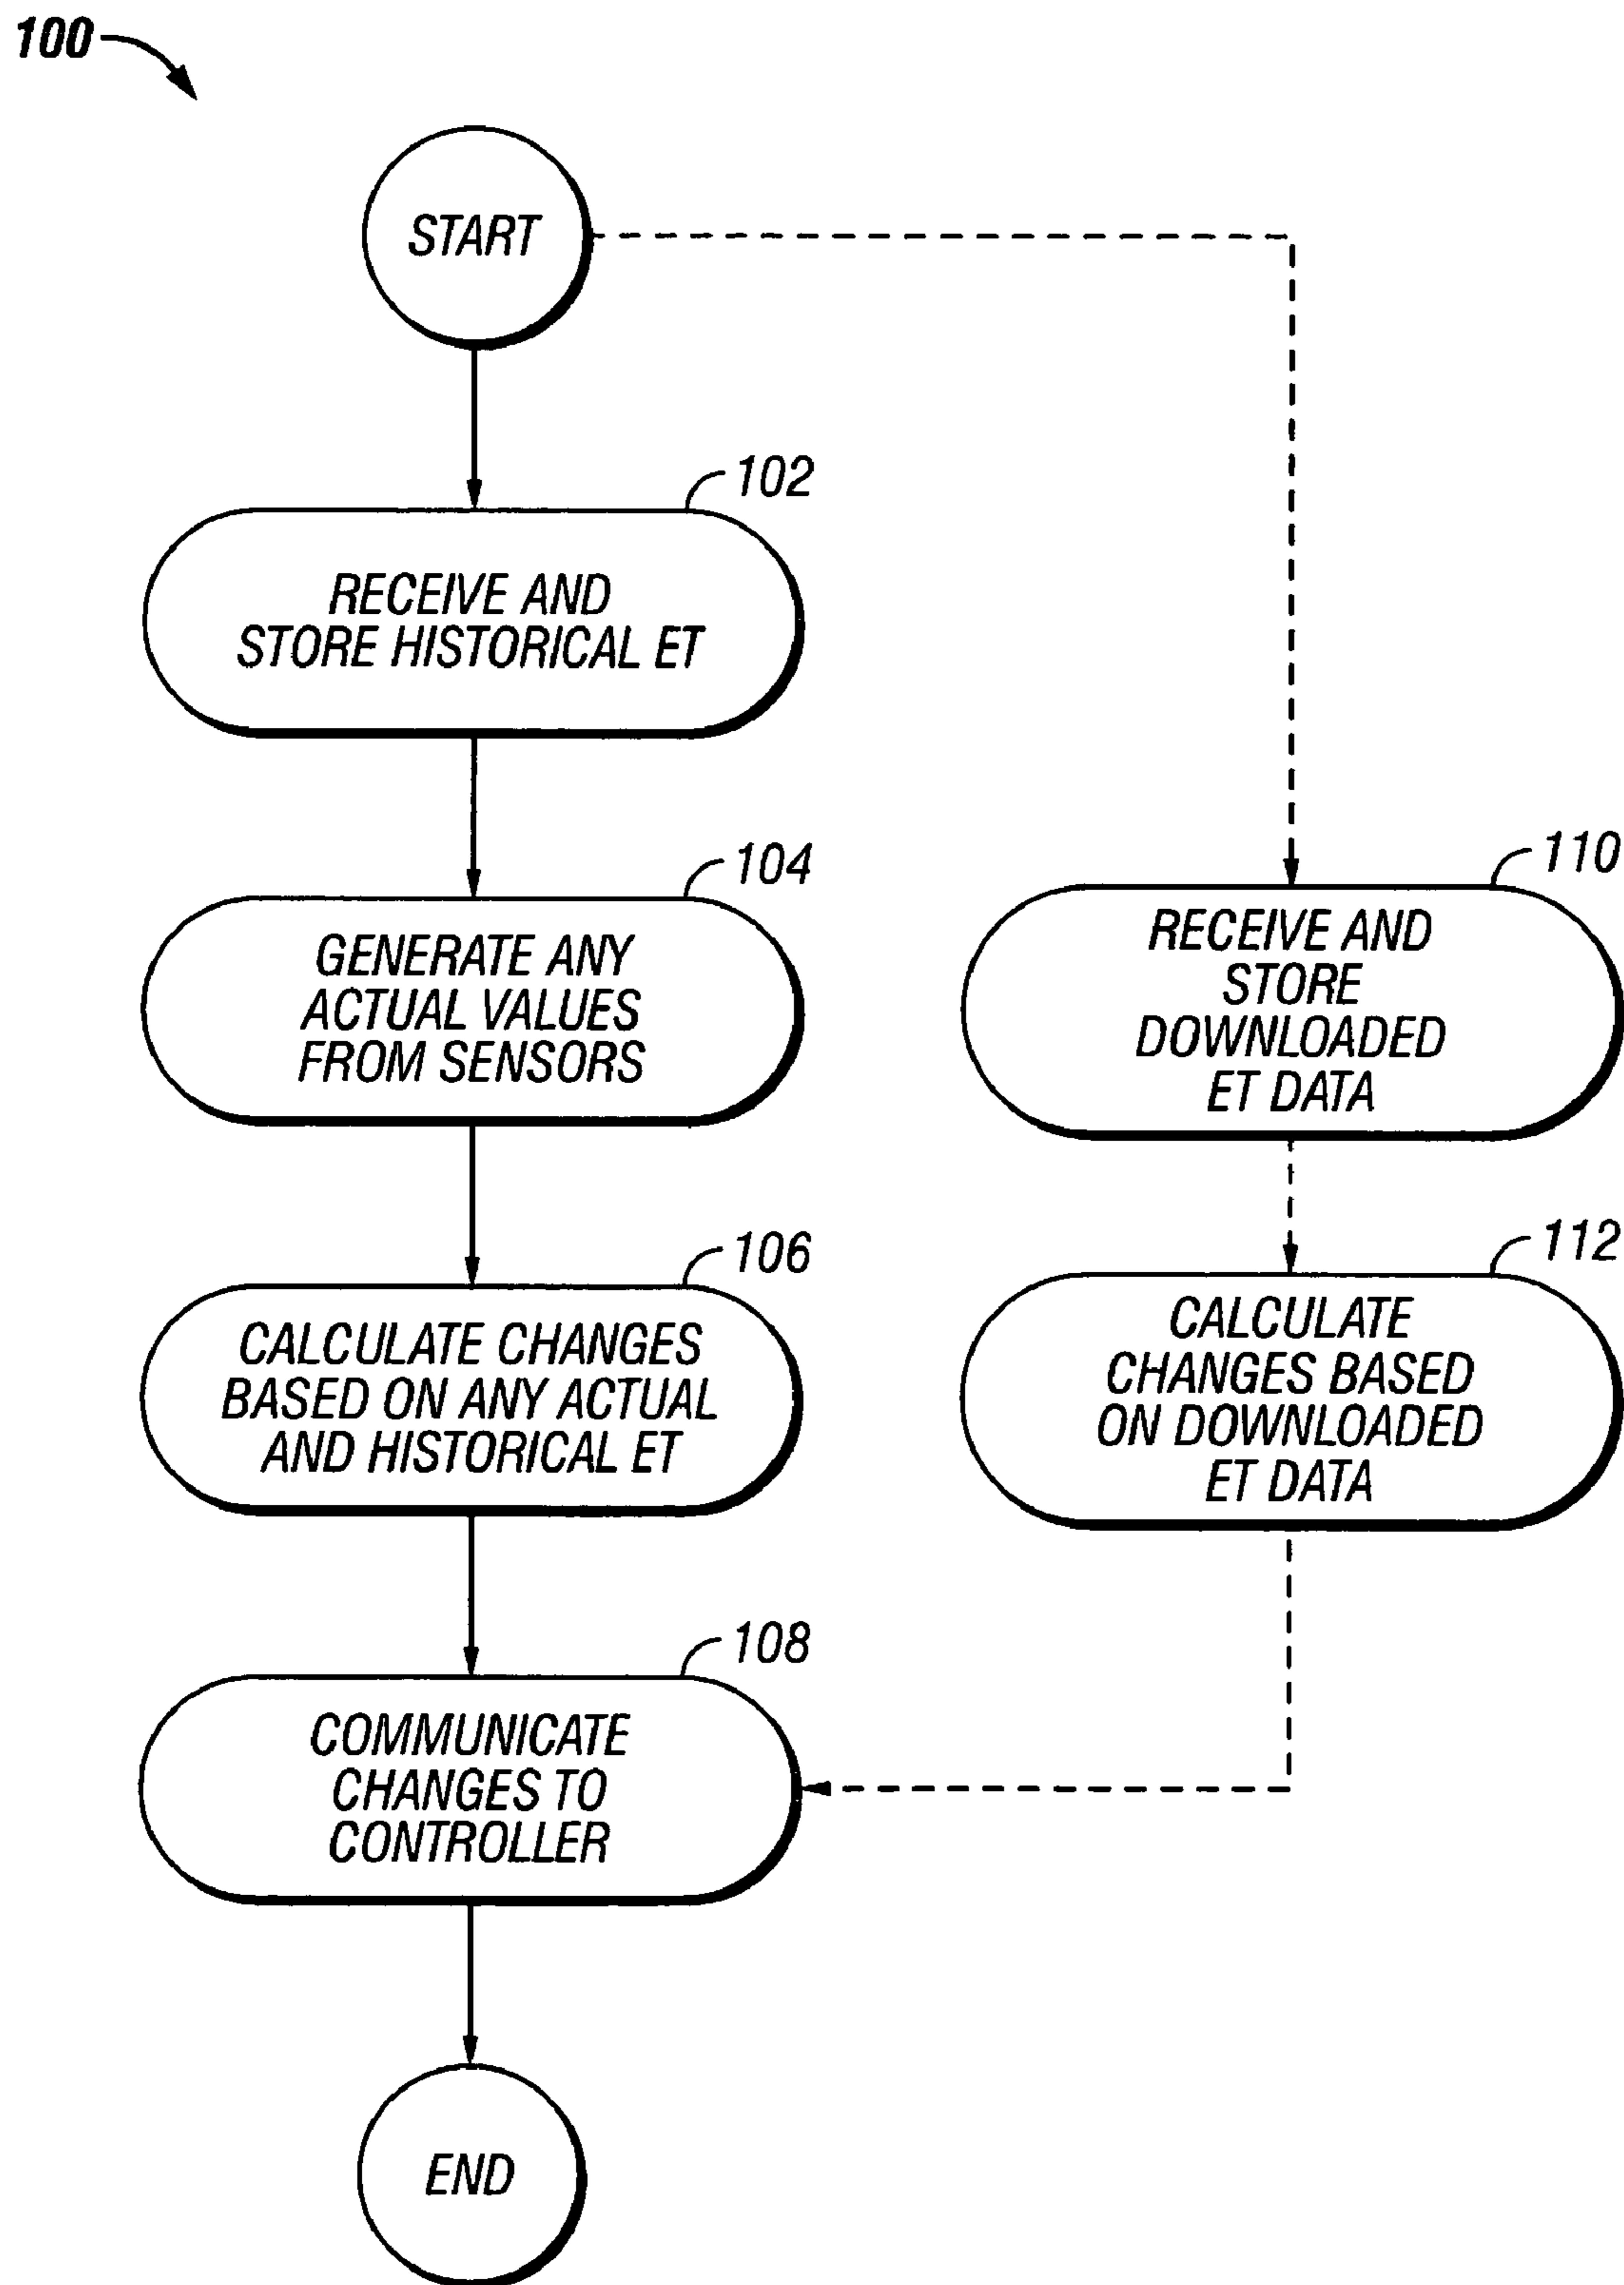 100
START
102
RECEIVE AND
STORE HISTORICAL ET
104
GENERATE ANY
ACTUAL VALUES
FROM SENSORS
110
RECEIVE AND
STORE
DOWNLOADED
ET DATA
106
CALCULATE CHANGES
BASED ON ANY ACTUAL
AND HISTORICAL ET
112
CALCULATE
CHANGES BASED
ON DOWNLOADED
ET DATA
108
COMMUNICATE
CHANGES TO
CONTROLLER
END